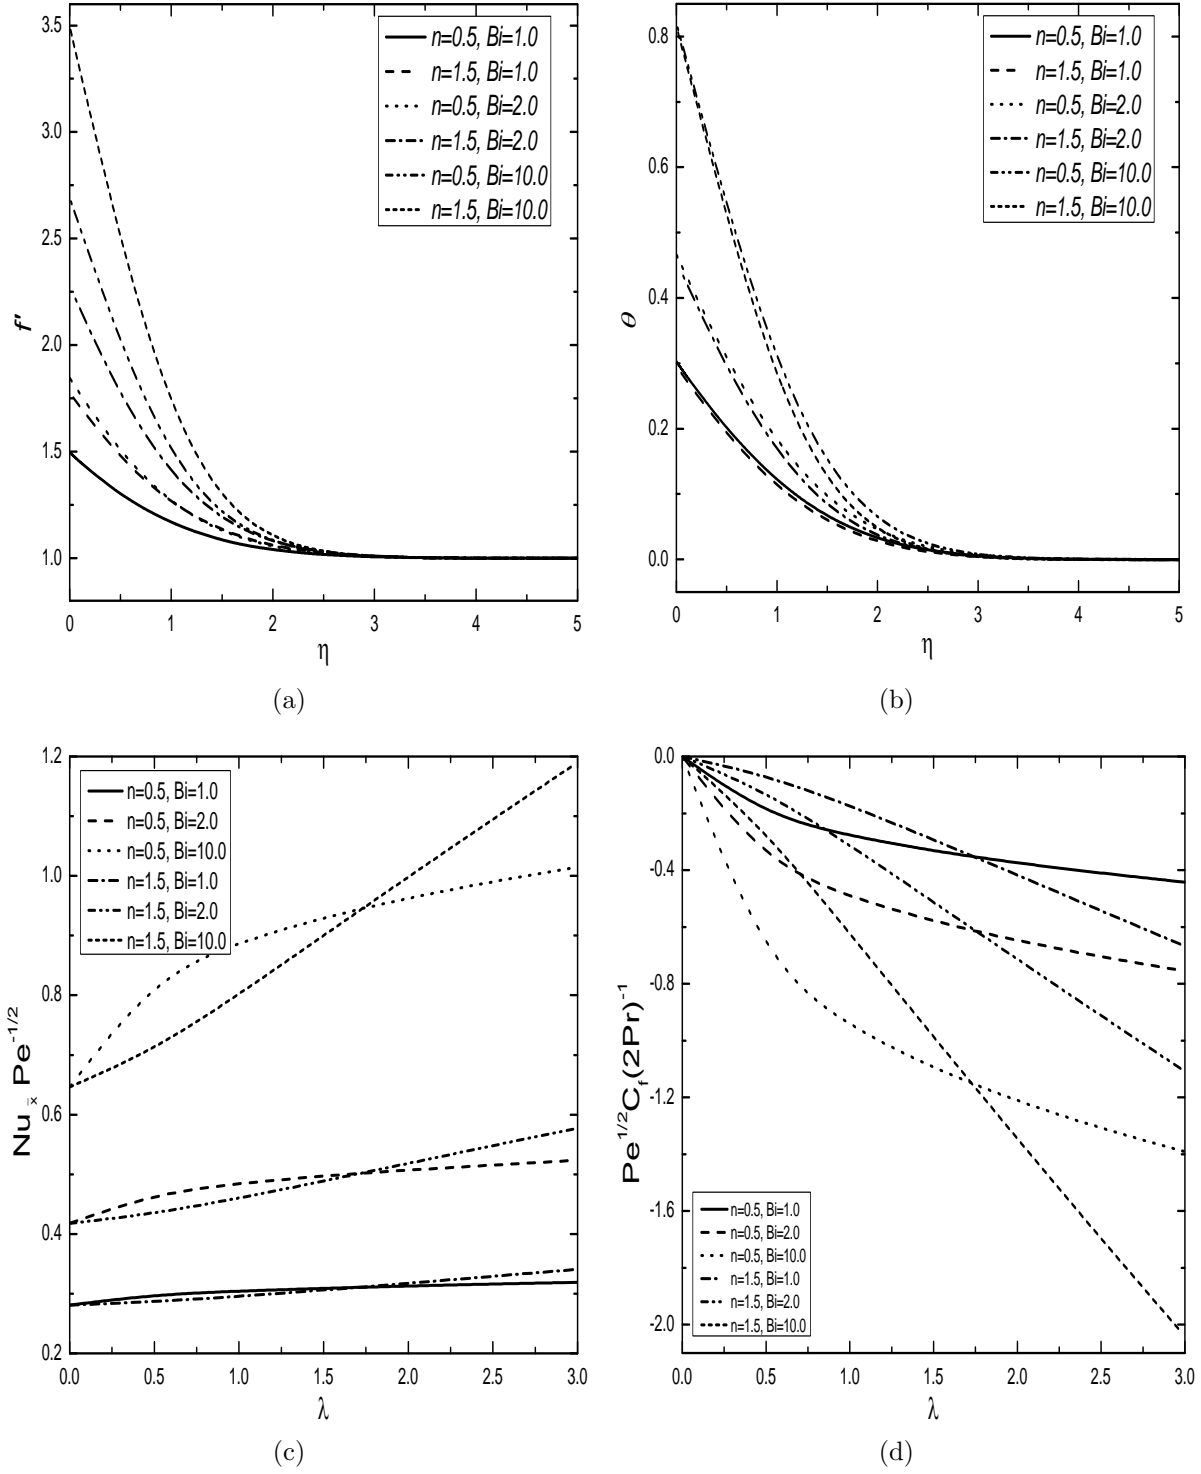 3.5
3.0
2.5
2.0
1.5
1.0
f'
n=0.5, Bi=1.0
n=1.5, Bi=1.0
n=0.5, Bi=2.0
n=1.5, Bi=2.0
n=0.5, Bi=10.0
n=1.5, Bi=10.0
0 1 2 3 4 5
η
(a)
0.8
0.6
0.4
0.2
0.0
θ
n=0.5, Bi=1.0
n=1.5, Bi=1.0
n=0.5, Bi=2.0
n=1.5, Bi=2.0
n=0.5, Bi=10.0
n=1.5, Bi=10.0
0 1 2 3 4 5
η
(b)
1.2
1.0
0.8
0.6
0.4
0.2
Nu_x̄ Pe^-1/2
n=0.5, Bi=1.0
n=0.5, Bi=2.0
n=0.5, Bi=10.0
n=1.5, Bi=1.0
n=1.5, Bi=2.0
n=1.5, Bi=10.0
0.0 0.5 1.0 1.5 2.0 2.5 3.0
λ
(c)
0.0
-0.4
-0.8
-1.2
-1.6
-2.0
Pe^1/2 C_f (2Pr)^-1
n=0.5, Bi=1.0
n=0.5, Bi=2.0
n=0.5, Bi=10.0
n=1.5, Bi=1.0
n=1.5, Bi=2.0
n=1.5, Bi=10.0
0.0 0.5 1.0 1.5 2.0 2.5 3.0
λ
(d)